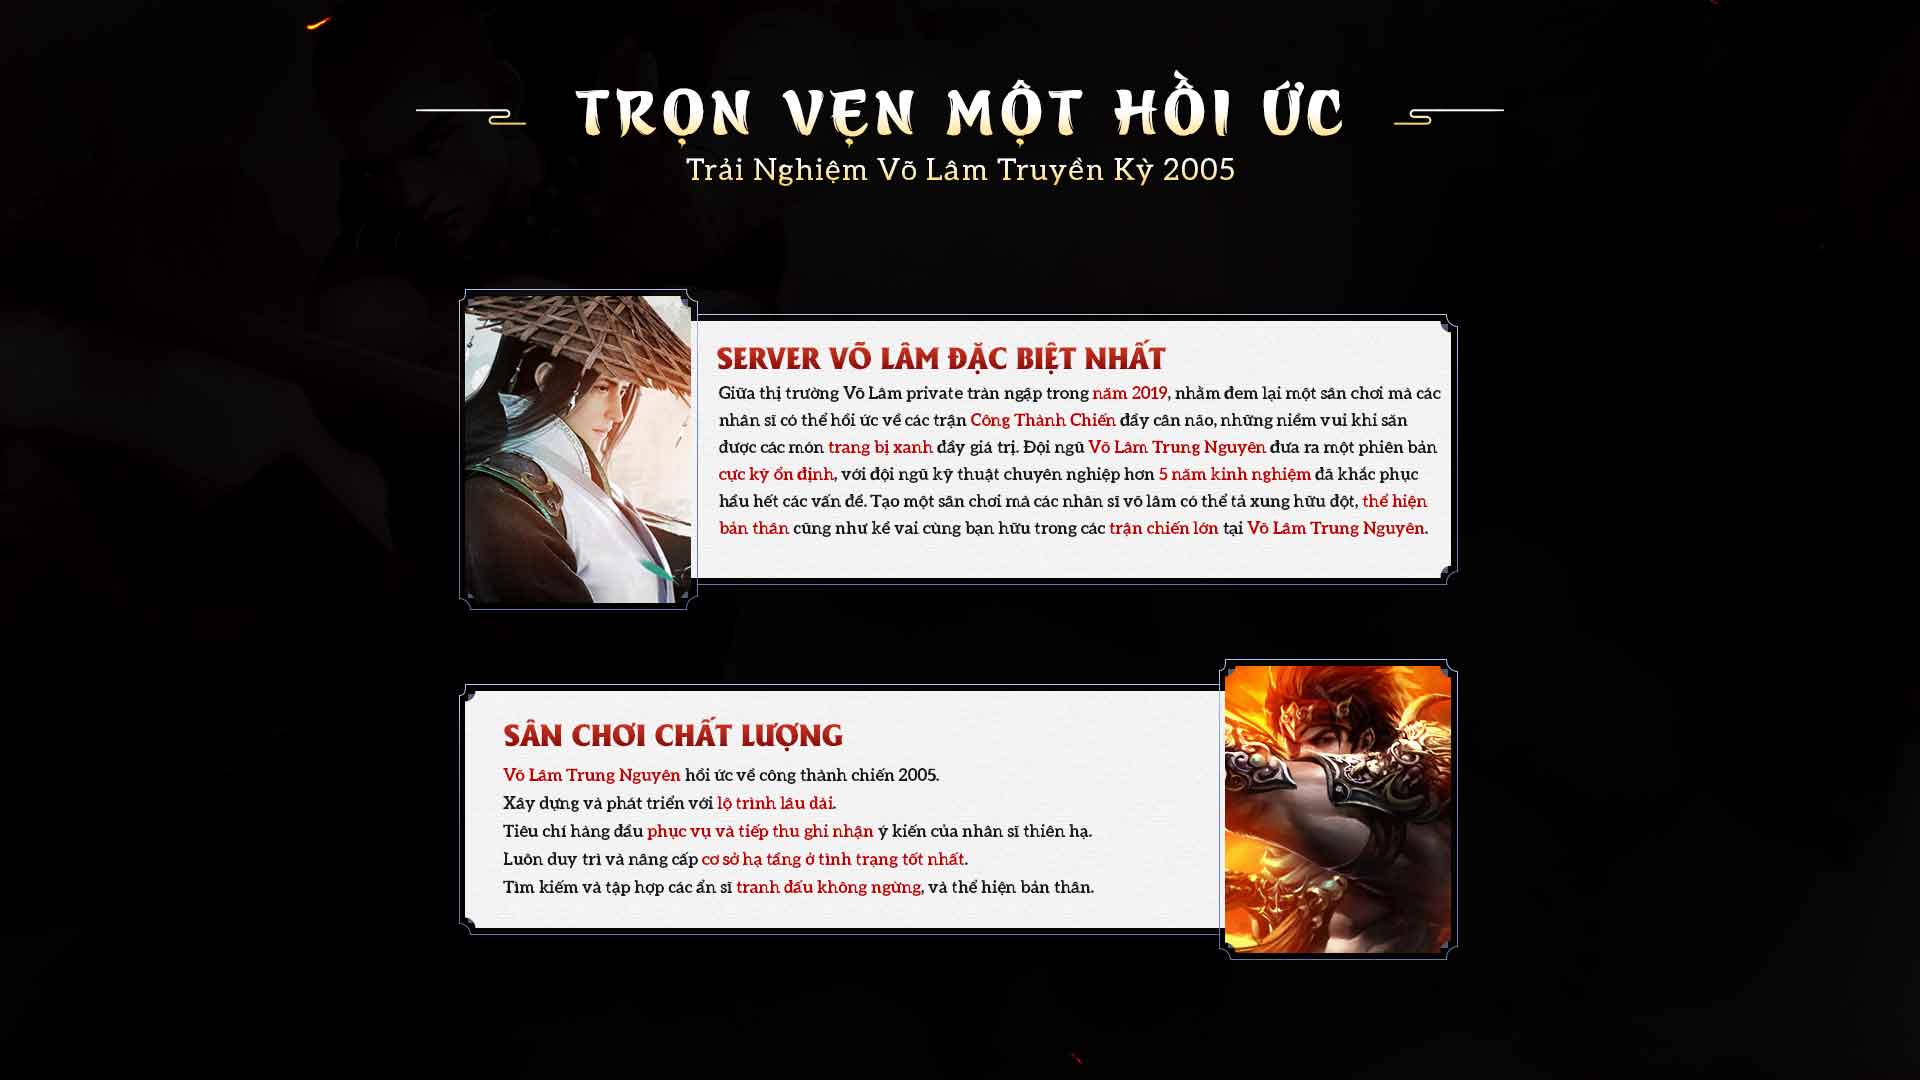 TRỌN VẸN MỘT HỒI ỨC
Trải Nghiệm Võ Lâm Truyền Kỳ 2005
SERVER VÕ LÂM ĐẶC BIỆT NHẤT
Giữa thị trường Võ Lâm private tràn ngập trong năm 2019, nhằm đem lại một sân chơi mà các
nhân sĩ có thể hồi ức về các trận Công Thành Chiến đầy cân não, những niềm vui khi săn
được các món trang bị xanh đầy giá trị. Đội ngũ Võ Lâm Trung Nguyên đưa ra một phiên bản
cực kỳ ổn định, với đội ngũ kỹ thuật chuyên nghiệp hơn 5 năm kinh nghiệm đã khắc phục
hầu hết các vấn đề. Tạo một sân chơi mà các nhân sĩ võ lâm có thể tả xung hữu đột, thể hiện
bản thân cũng như kề vai cùng bạn hữu trong các trận chiến lớn tại Võ Lâm Trung Nguyên.
SÂN CHƠI CHẤT LƯỢNG
Võ Lâm Trung Nguyên hồi ức về công thành chiến 2005.
Xây dựng và phát triển với lộ trình lâu dài.
Tiêu chí hàng đầu phục vụ và tiếp thu ghi nhận ý kiến của nhân sĩ thiên hạ.
Luôn duy trì và nâng cấp cơ sở hạ tầng ở tình trạng tốt nhất.
Tìm kiếm và tập hợp các ẩn sĩ tranh đấu không ngừng, và thể hiện bản thân.